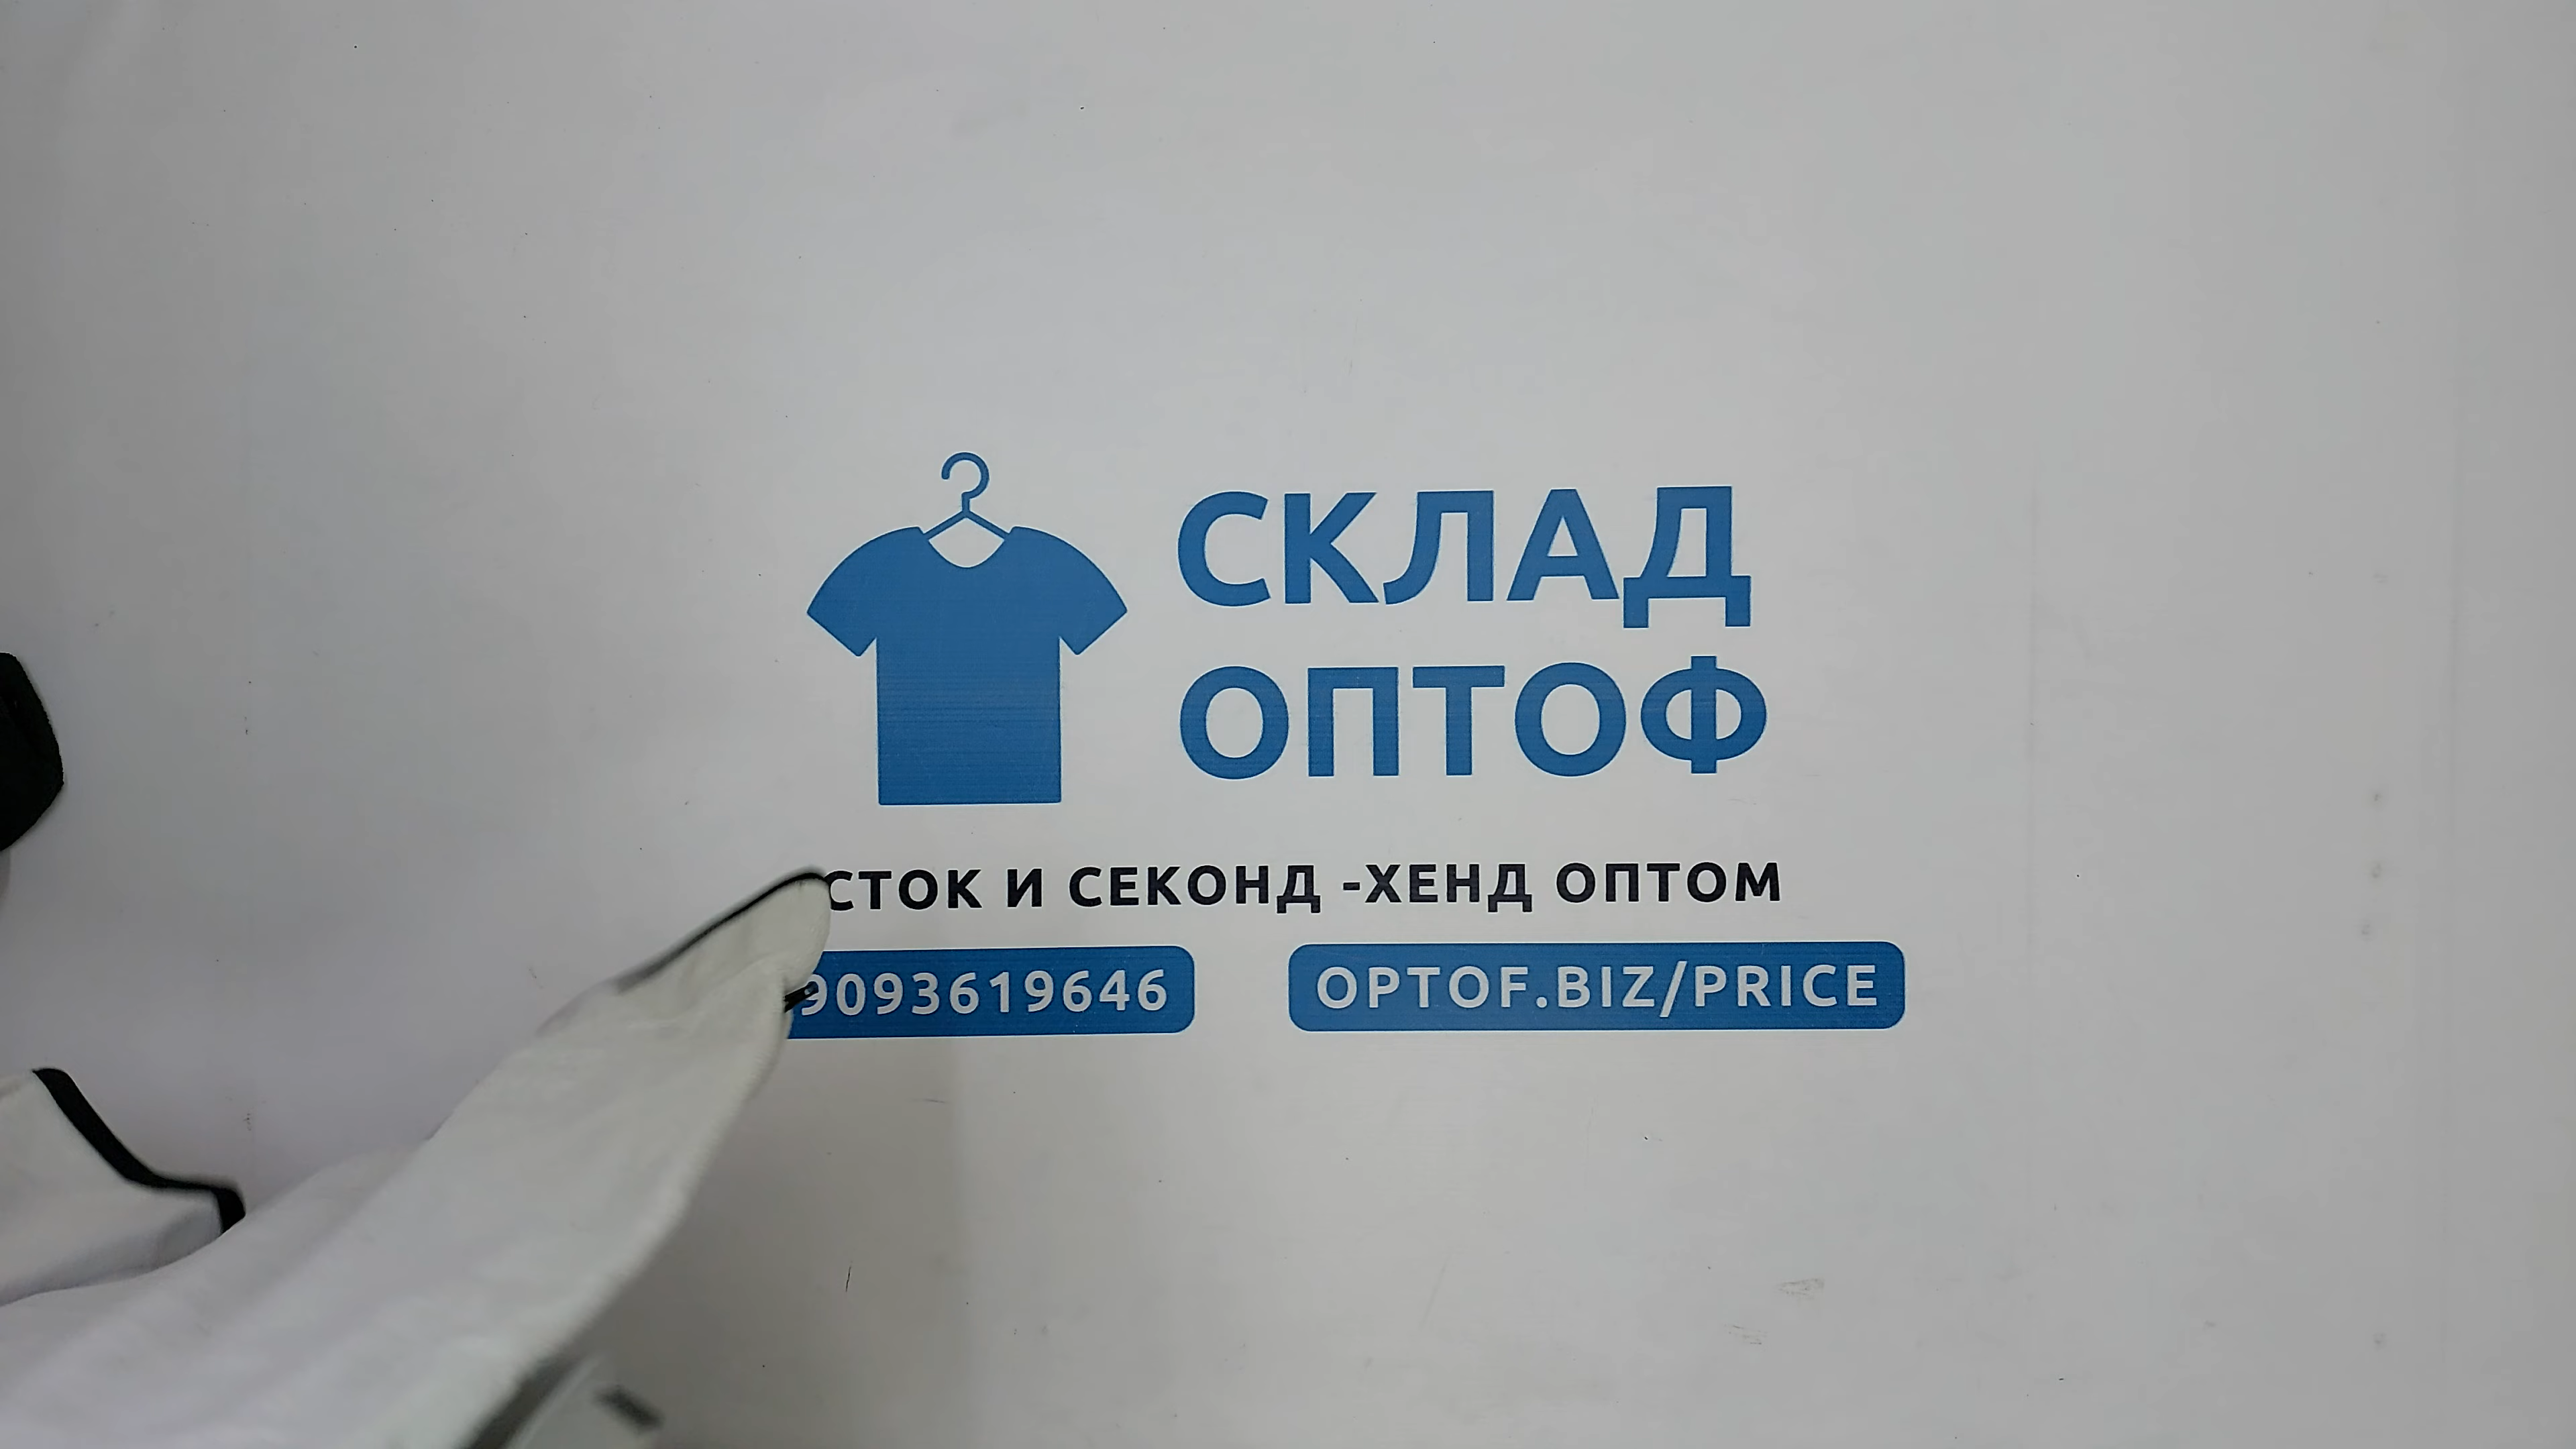 СКЛАД
ОПТОФ
СТОК И СЕКОНД -ХЕНД ОПТОМ
9093619646
OPTOF.BIZ/PRICE